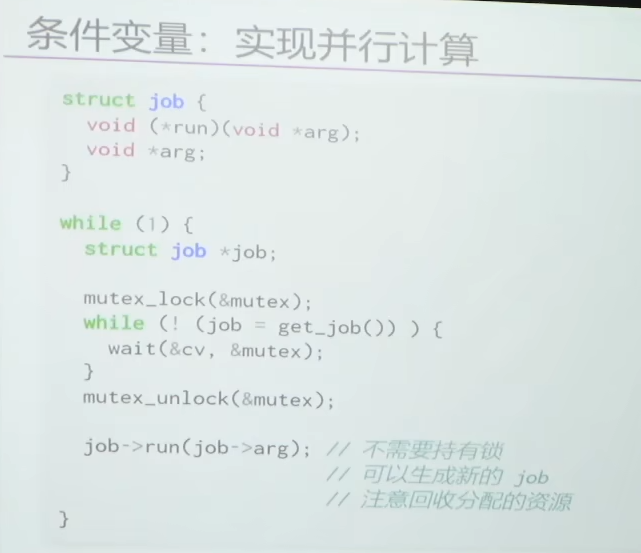 条件变量：实现并行计算
struct job {
  void (*run)(void *arg);
  void *arg;
}
while (1) {
  struct job *job;
  mutex_lock(&mutex);
  while (! (job = get_job()) ) {
    wait(&cv, &mutex);
  }
  mutex_unlock(&mutex);
  job->run(job->arg); // 不需要持有锁
                      // 可以生成新的 job
                      // 注意回收分配的资源
}